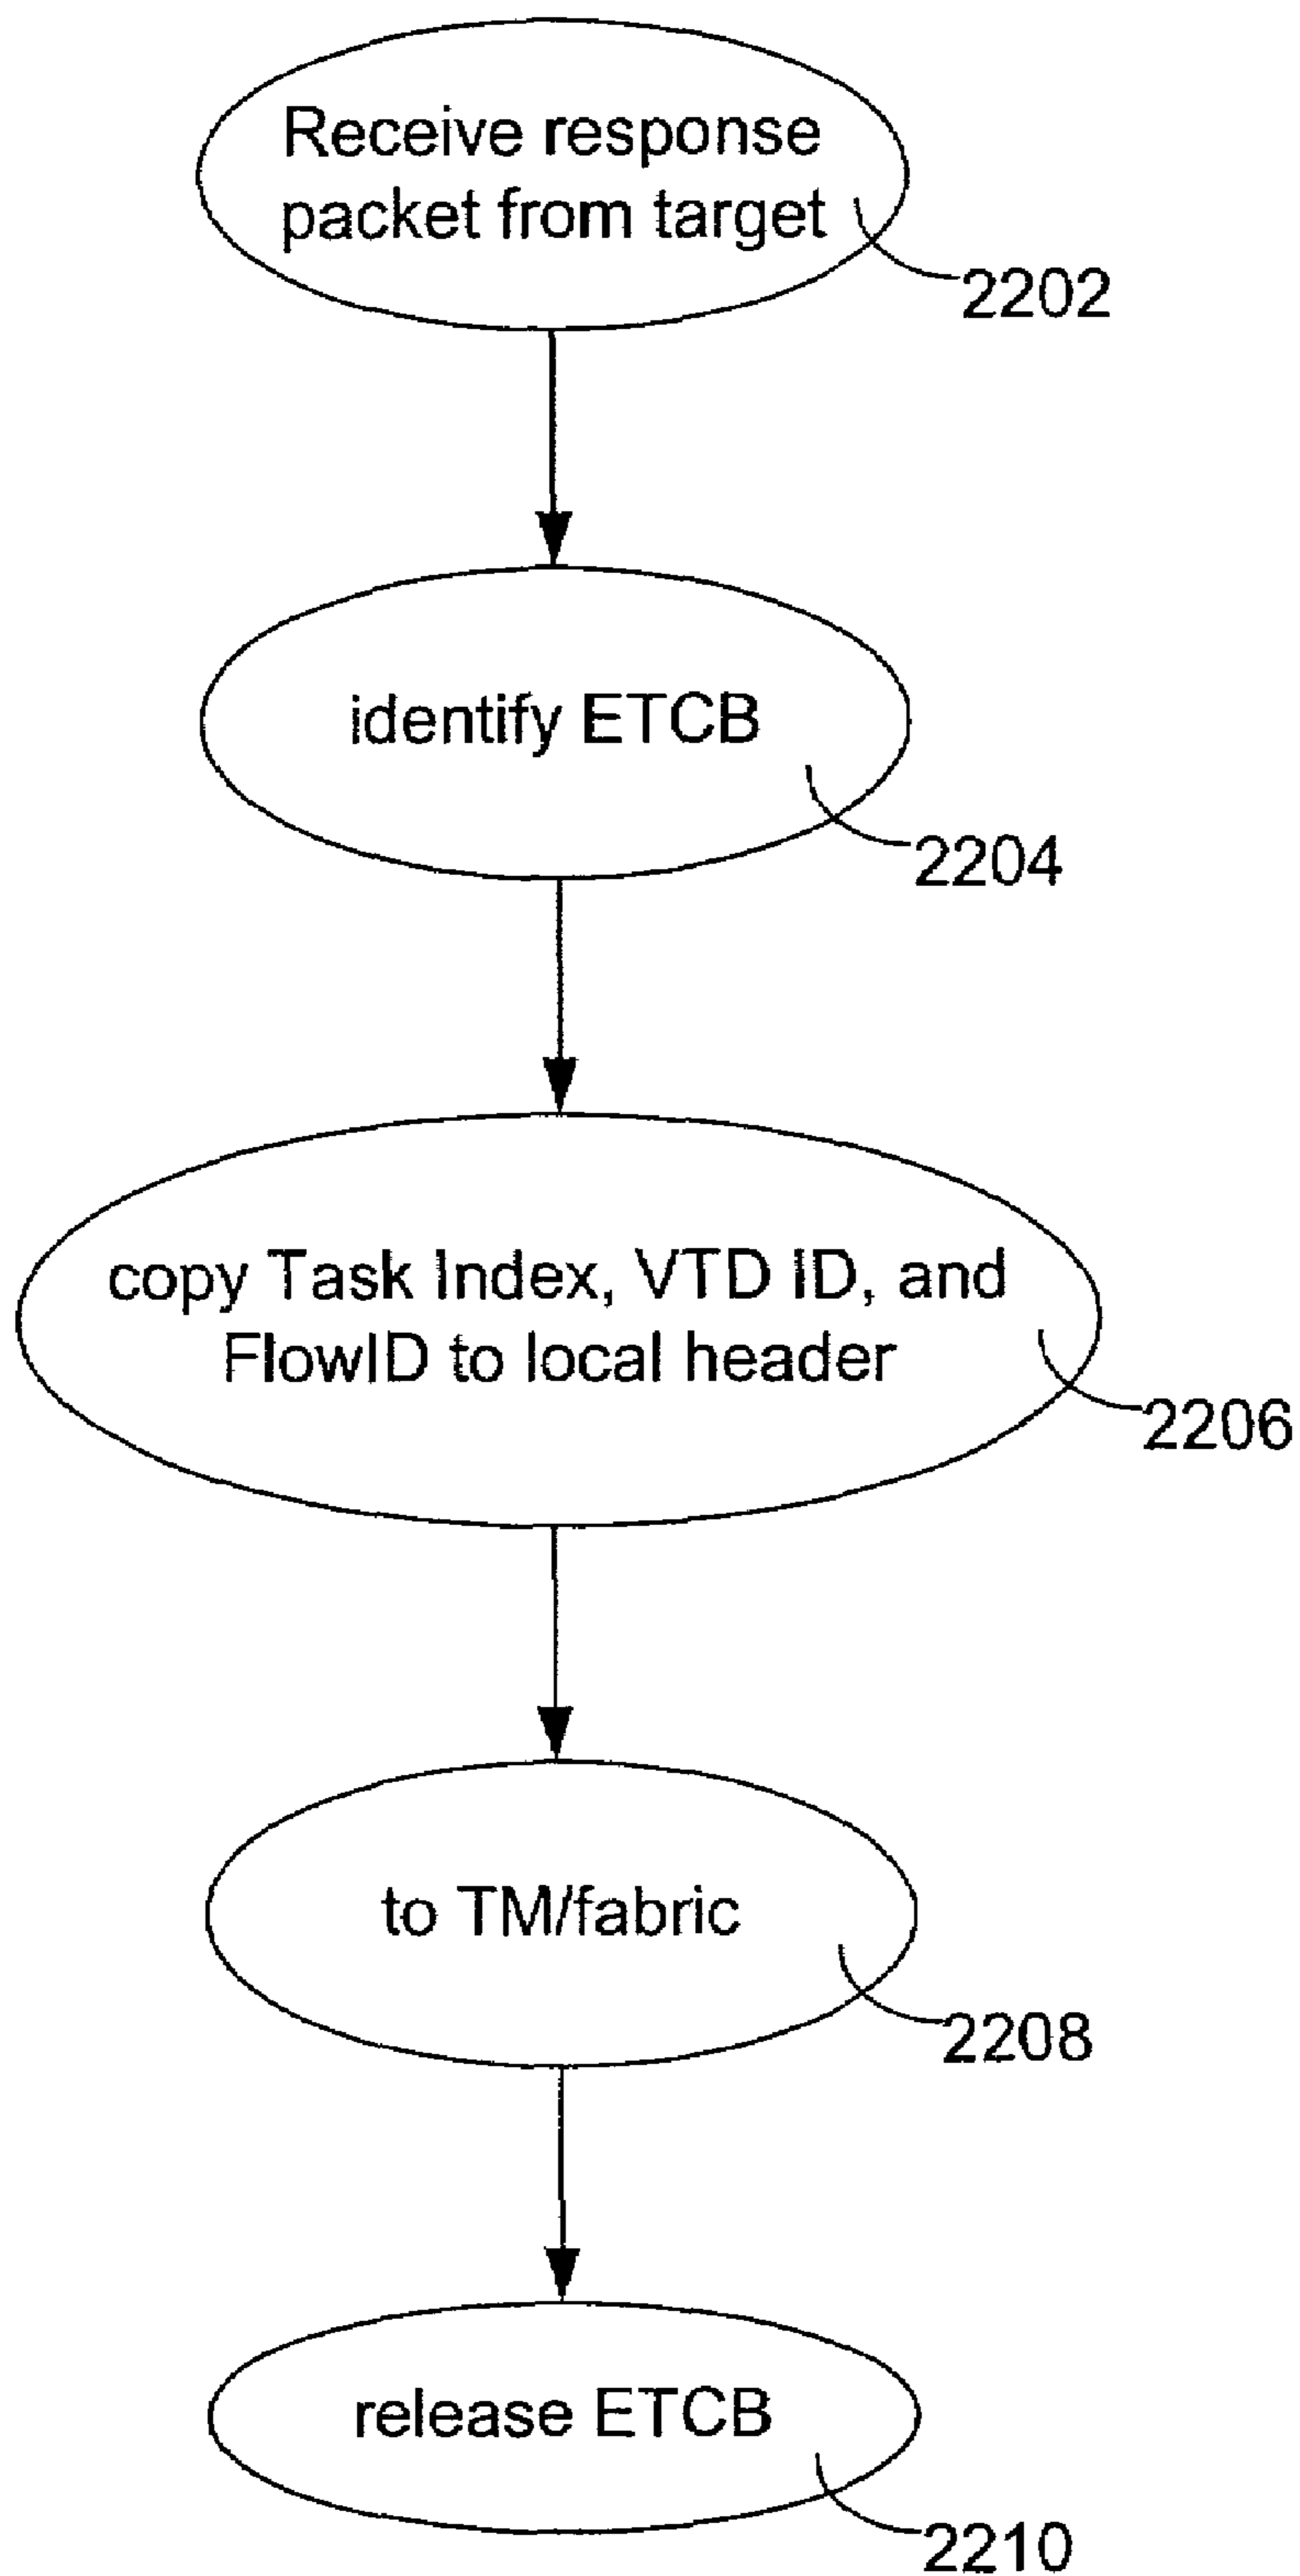 Receive response
packet from target
2202
identify ETCB
2204
copy Task Index, VTD ID, and
FlowID to local header
2206
to TM/fabric
2208
release ETCB
2210